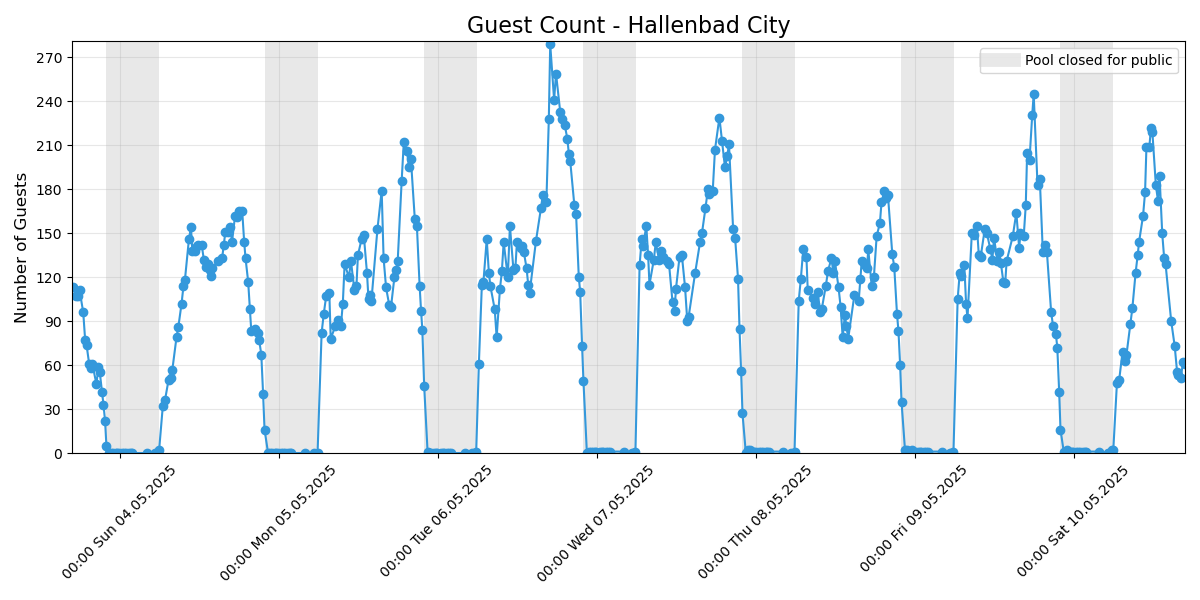 Guest Count - Hallenbad City
Pool closed for public
Number of Guests
270
240
210
180
150
120
90
60
30
0
00:00 Sun 04.05.2025
00:00 Mon 05.05.2025
00:00 Tue 06.05.2025
00:00 Wed 07.05.2025
00:00 Thu 08.05.2025
00:00 Fri 09.05.2025
00:00 Sat 10.05.2025